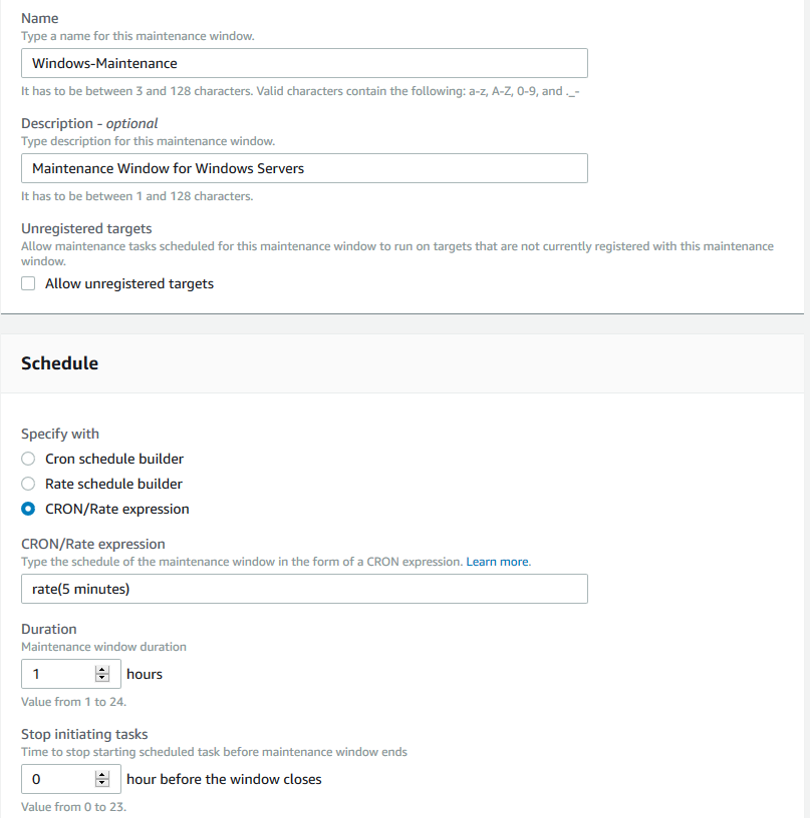 Name
Type a name for this maintenance window.
Windows-Maintenance
It has to be between 3 and 128 characters. Valid characters contain the following: a-z, A-Z, 0-9, and ._-
Description - optional
Type description for this maintenance window.
Maintenance Window for Windows Servers
It has to be between 1 and 128 characters.
Unregistered targets
Allow maintenance tasks scheduled for this maintenance window to run on targets that are not currently registered with this maintenance
window.
Allow unregistered targets
Schedule
Specify with
Cron schedule builder
Rate schedule builder
CRON/Rate expression
CRON/Rate expression
Type the schedule of the maintenance window in the form of a CRON expression. Learn more.
rate(5 minutes)
Duration
Maintenance window duration
1 hours
Value from 1 to 24.
Stop initiating tasks
Time to stop starting scheduled task before maintenance window ends
0 hour before the window closes
Value from 0 to 23.